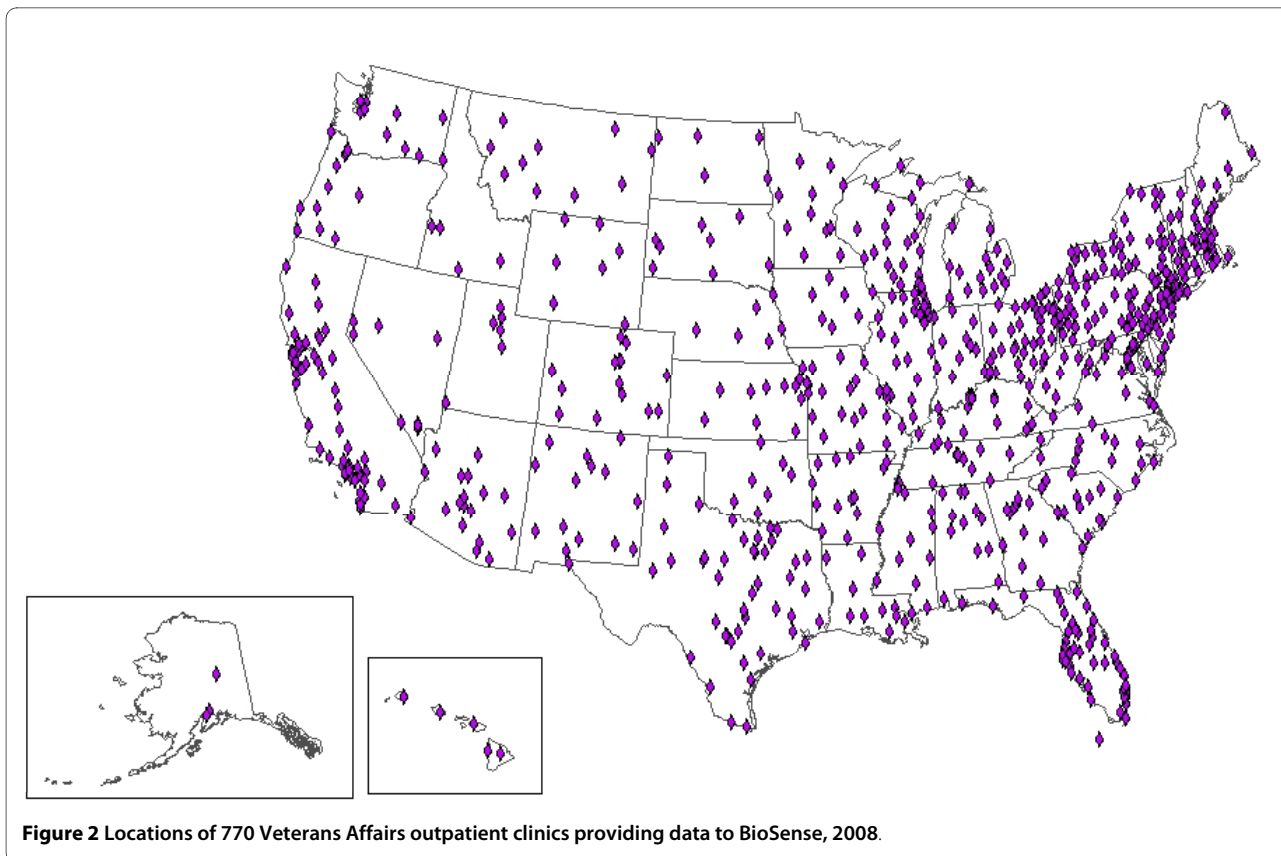 Figure 2 Locations of 770 Veterans Affairs outpatient clinics providing data to BioSense, 2008.